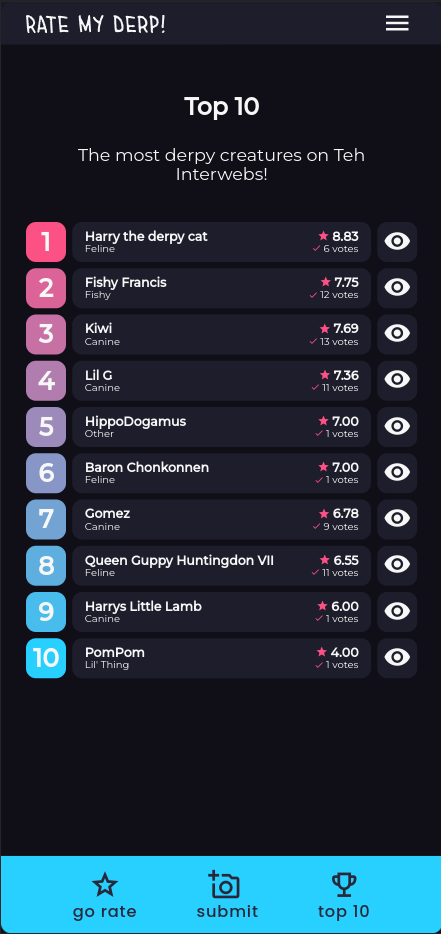 RATE MY DERP!
Top 10
The most derpy creatures on Teh
Interwebs!
1
Harry the derpy cat
8.83
Feline
6 votes
2
Fishy Francis
7.75
Fishy
12 votes
3
Kiwi
7.69
Canine
13 votes
4
Lil G
7.36
Canine
11 votes
5
HippoDogamus
7.00
Other
1 votes
6
Baron Chonkonnen
7.00
Feline
1 votes
7
Gomez
6.78
Canine
9 votes
8
Queen Guppy Huntingdon VII
6.55
Feline
11 votes
9
Harrys Little Lamb
6.00
Canine
1 votes
10
PomPom
4.00
Lil' Thing
1 votes
go rate
submit
top 10